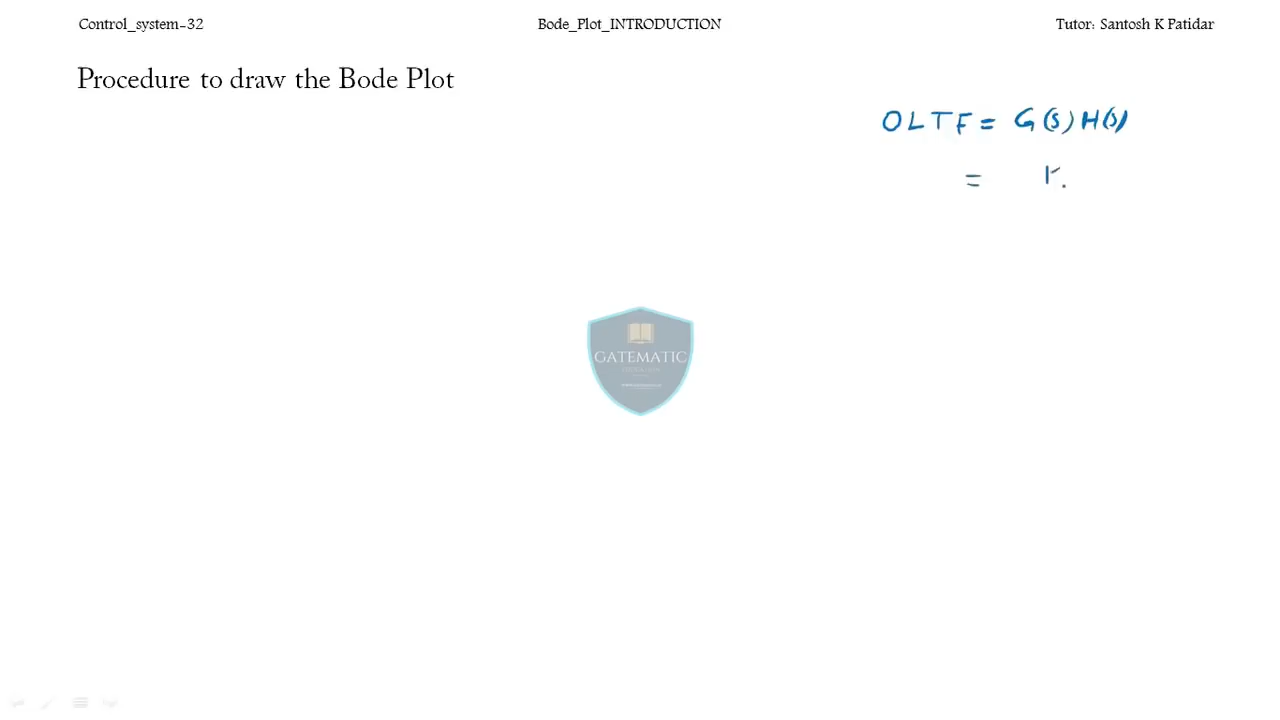 Control_system-32 Bode_Plot_INTRODUCTION Tutor: Santosh K Patidar
Procedure to draw the Bode Plot
OLTF = G(s)H(s)
=
GATEMATIC